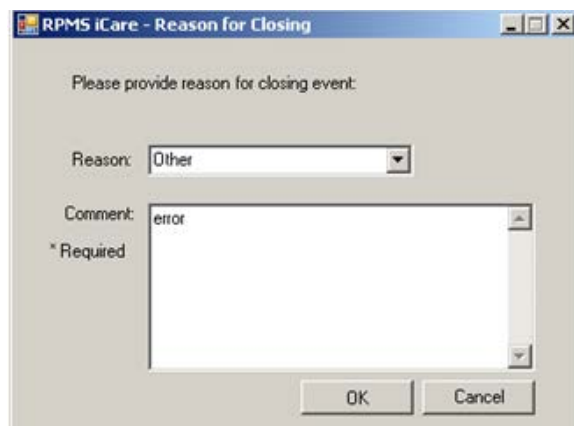 RPMS iCare - Reason for Closing
Please provide reason for closing event:
Reason: Other
Comment: error
* Required
OK Cancel